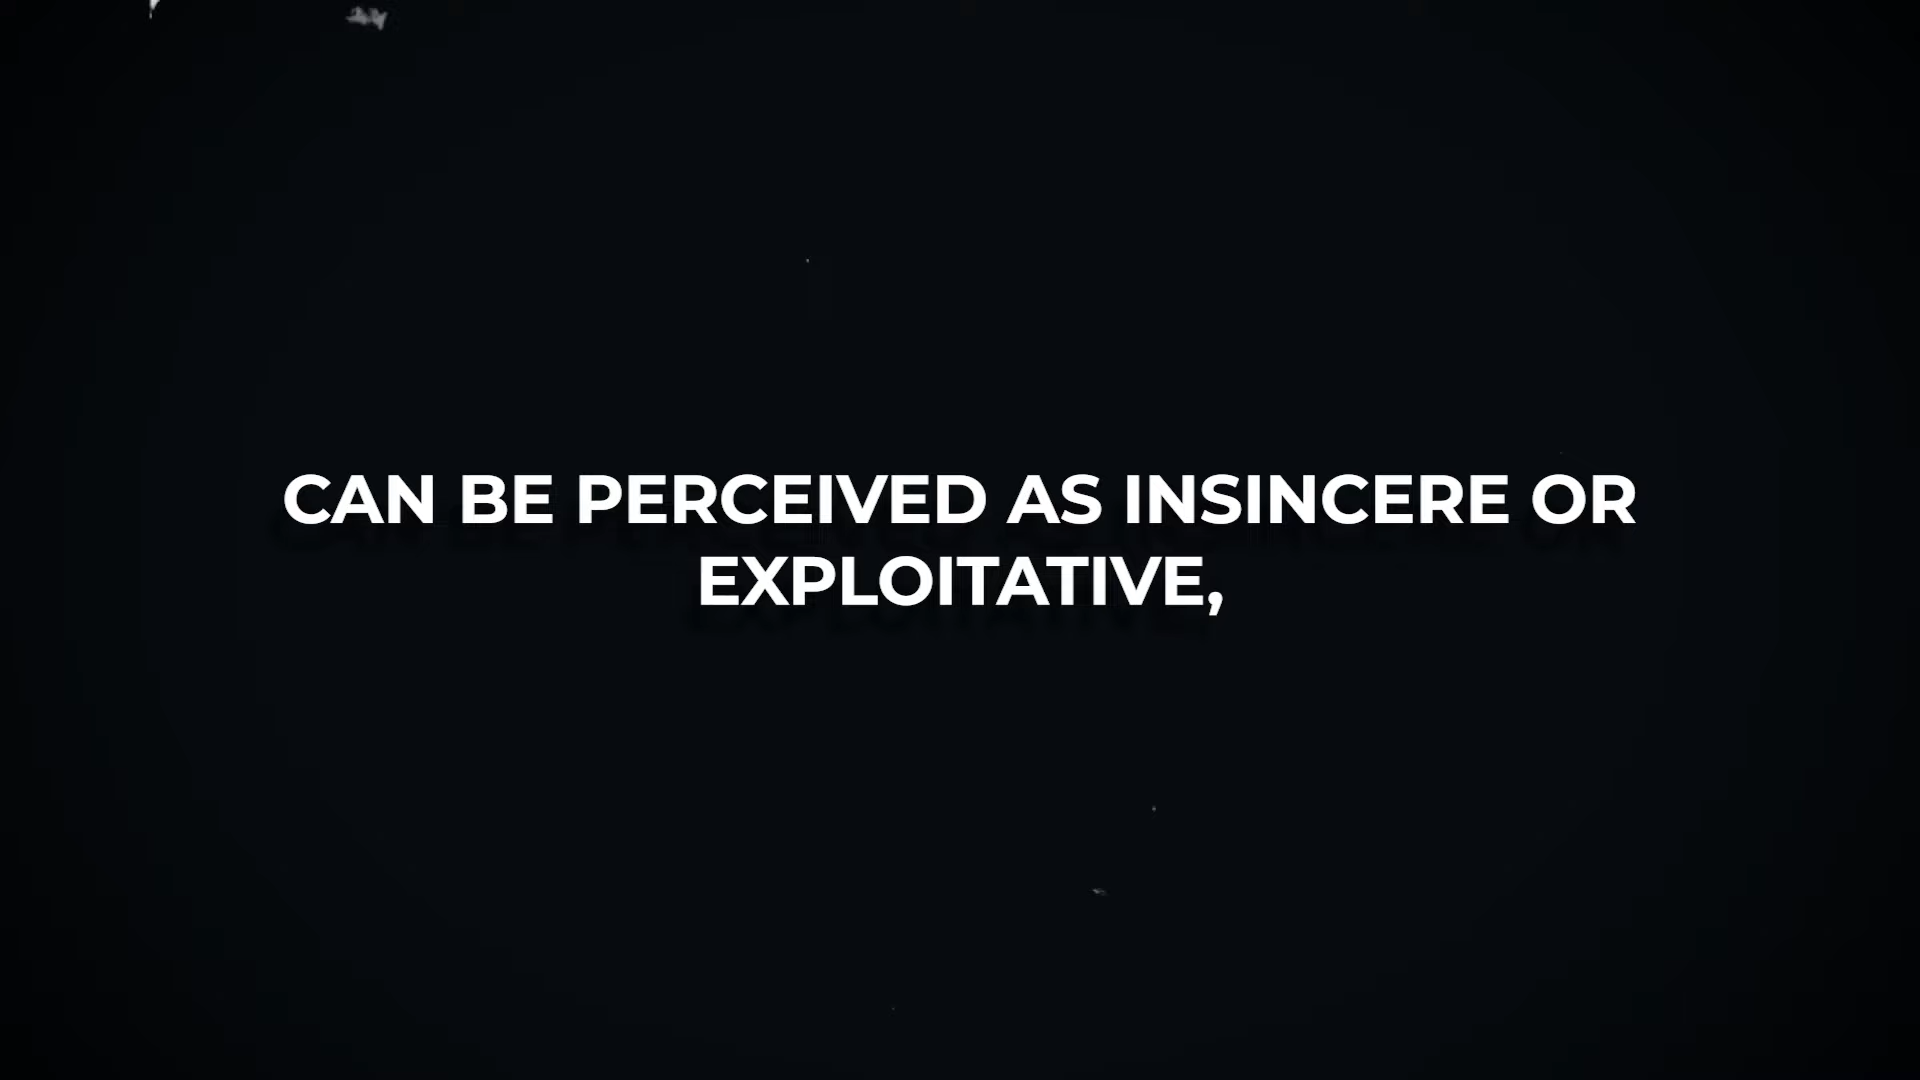 CAN BE PERCEIVED AS INSINCERE OR
EXPLOITATIVE,